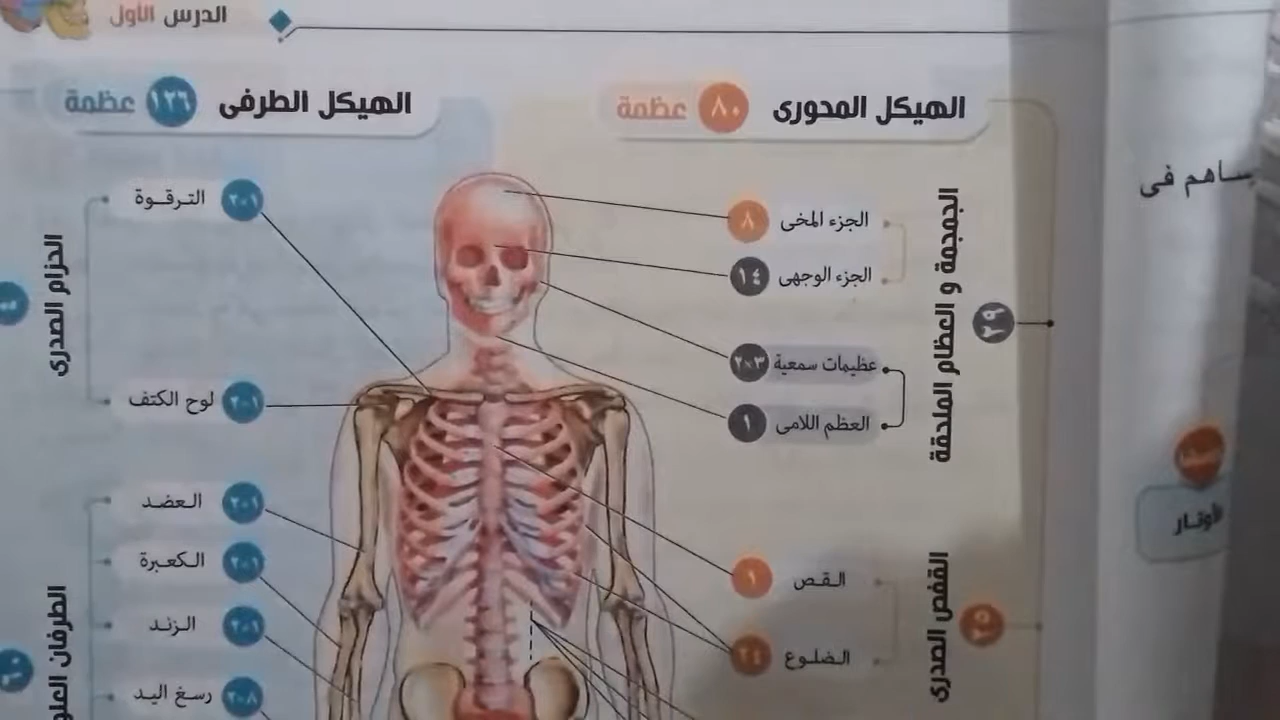 الدرس الأول
الهيكل المحورى ٨٠ عظمة
الجمجمة و العظام الملحقة ٢٩
الجزء المخى ٨
الجزء الوجهى ١٤
عظيمات سمعية ٣×٢
العظم اللامى ١
القفص الصدرى ٢٥
القص ١
الضلوع ٢٤
الهيكل الطرفى ١٢٦ عظمة
الحزام الصدرى
الترقوة ١×٢
لوح الكتف ١×٢
الطرفان
العضد ١×٢
الكعبرة ١×٢
الزند ١×٢
رسغ اليد ٨×٢
ساهم فى